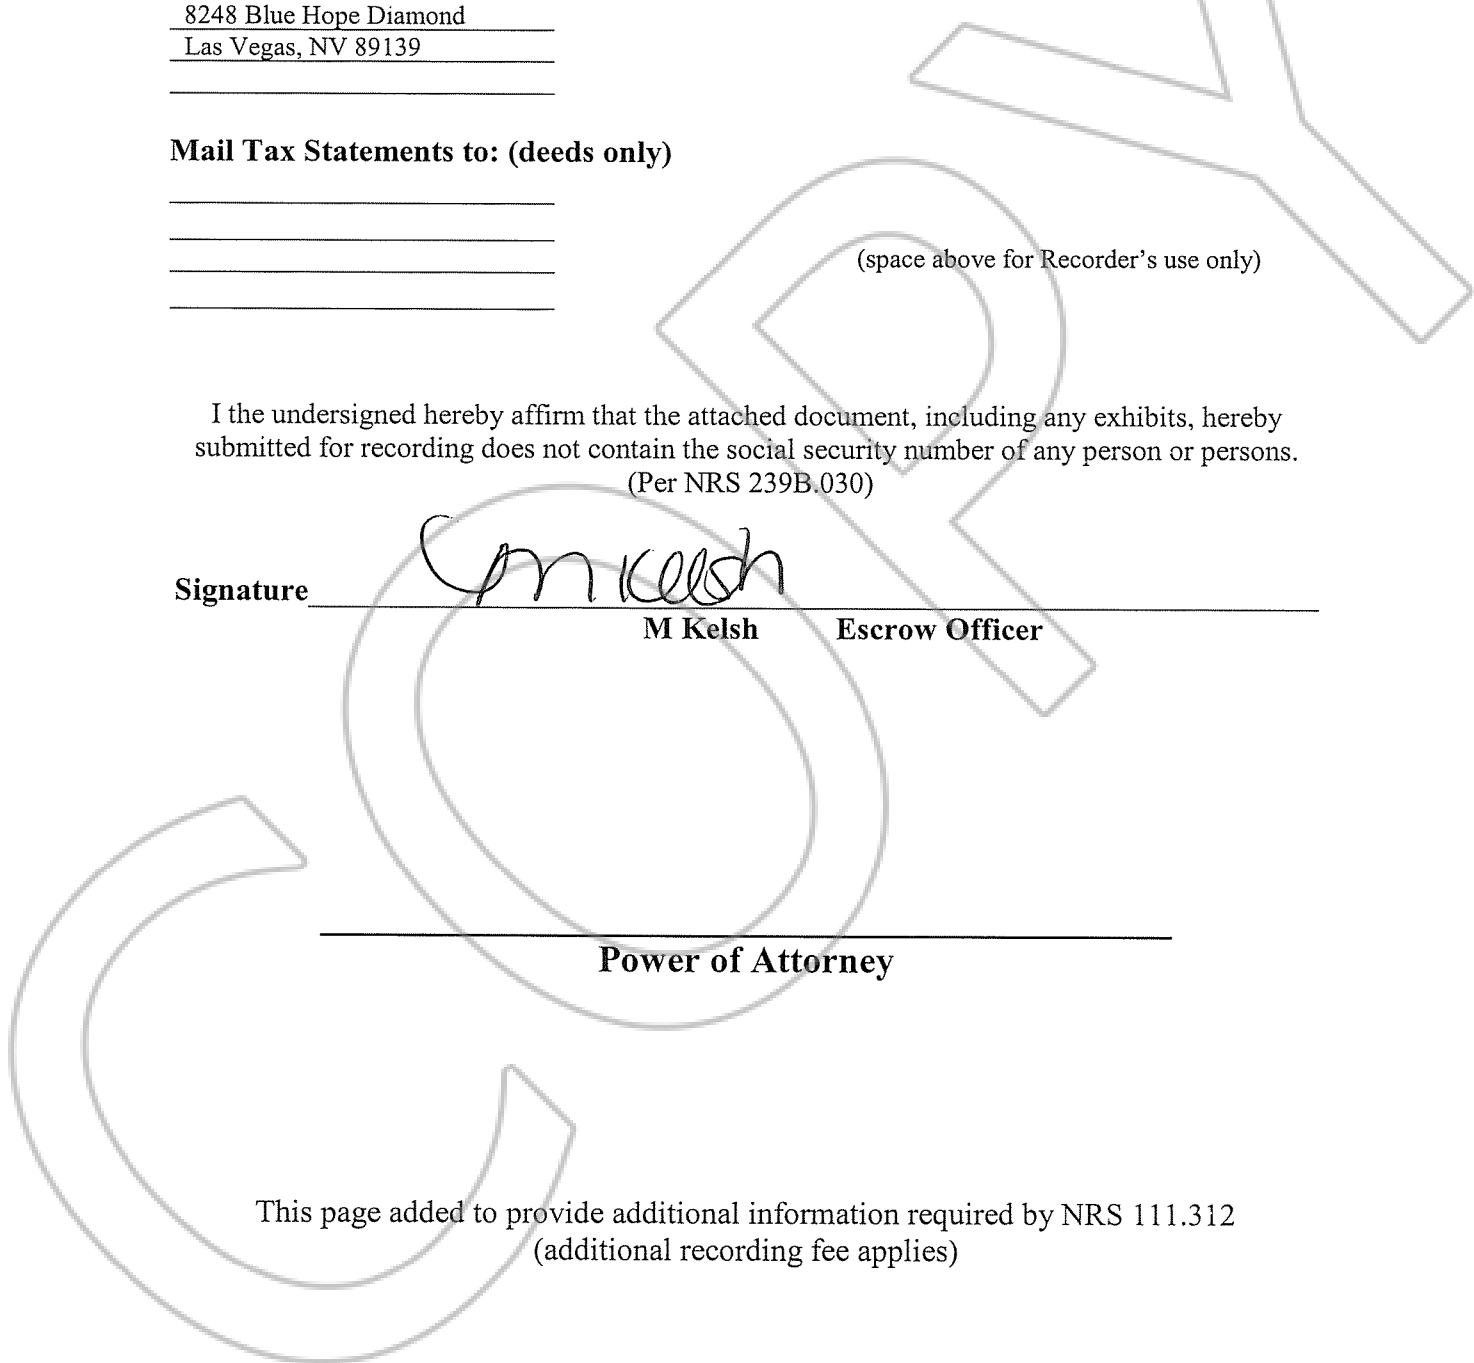 8248 Blue Hope Diamond
Las Vegas, NV 89139
Mail Tax Statements to: (deeds only)
(space above for Recorder's use only)
I the undersigned hereby affirm that the attached document, including any exhibits, hereby
submitted for recording does not contain the social security number of any person or persons.
(Per NRS 239B.030)
Signature M Kelsh
M Kelsh Escrow Officer
Power of Attorney
This page added to provide additional information required by NRS 111.312
(additional recording fee applies)
COPY